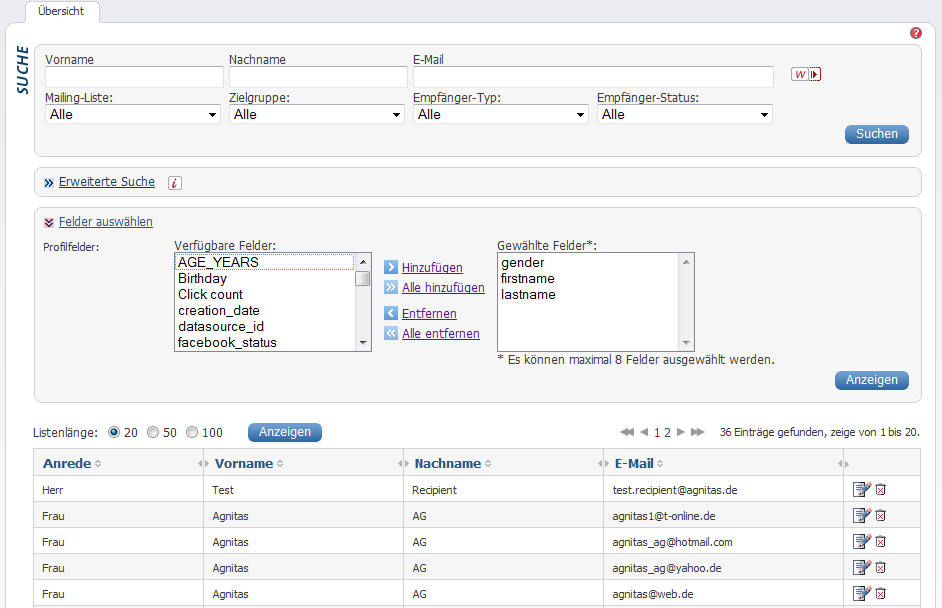 Übersicht
?
SUCHE
Vorname Nachname E-Mail
W
Mailing-Liste: Zielgruppe: Empfänger-Typ: Empfänger-Status:
Alle Alle Alle Alle
Suchen
Erweiterte Suche i
Felder auswählen
Profilfelder: Verfügbare Felder: Gewählte Felder*:
AGE_YEARS
Birthday
Click count
creation_date
datasource_id
facebook_status
Hinzufügen
Alle hinzufügen
Entfernen
Alle entfernen
gender
firstname
lastname
* Es können maximal 8 Felder ausgewählt werden.
Anzeigen
Listenlänge: 20 50 100 Anzeigen 1 2 36 Einträge gefunden, zeige von 1 bis 20.
Anrede Vorname Nachname E-Mail
Herr Test Recipient test.recipient@agnitas.de
Frau Agnitas AG agnitas1@t-online.de
Frau Agnitas AG agnitas_ag@hotmail.com
Frau Agnitas AG agnitas_ag@yahoo.de
Frau Agnitas AG agnitas@web.de